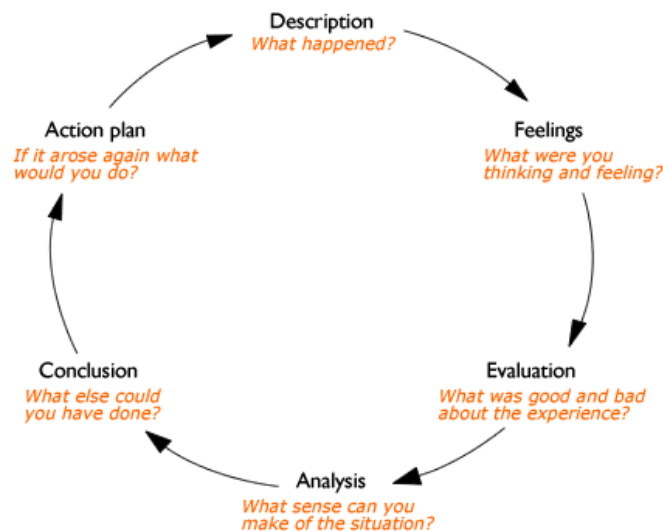 Description
What happened?
Feelings
What were you
thinking and feeling?
Evaluation
What was good and bad
about the experience?
Analysis
What sense can you
make of the situation?
Conclusion
What else could
you have done?
Action plan
If it arose again what
would you do?